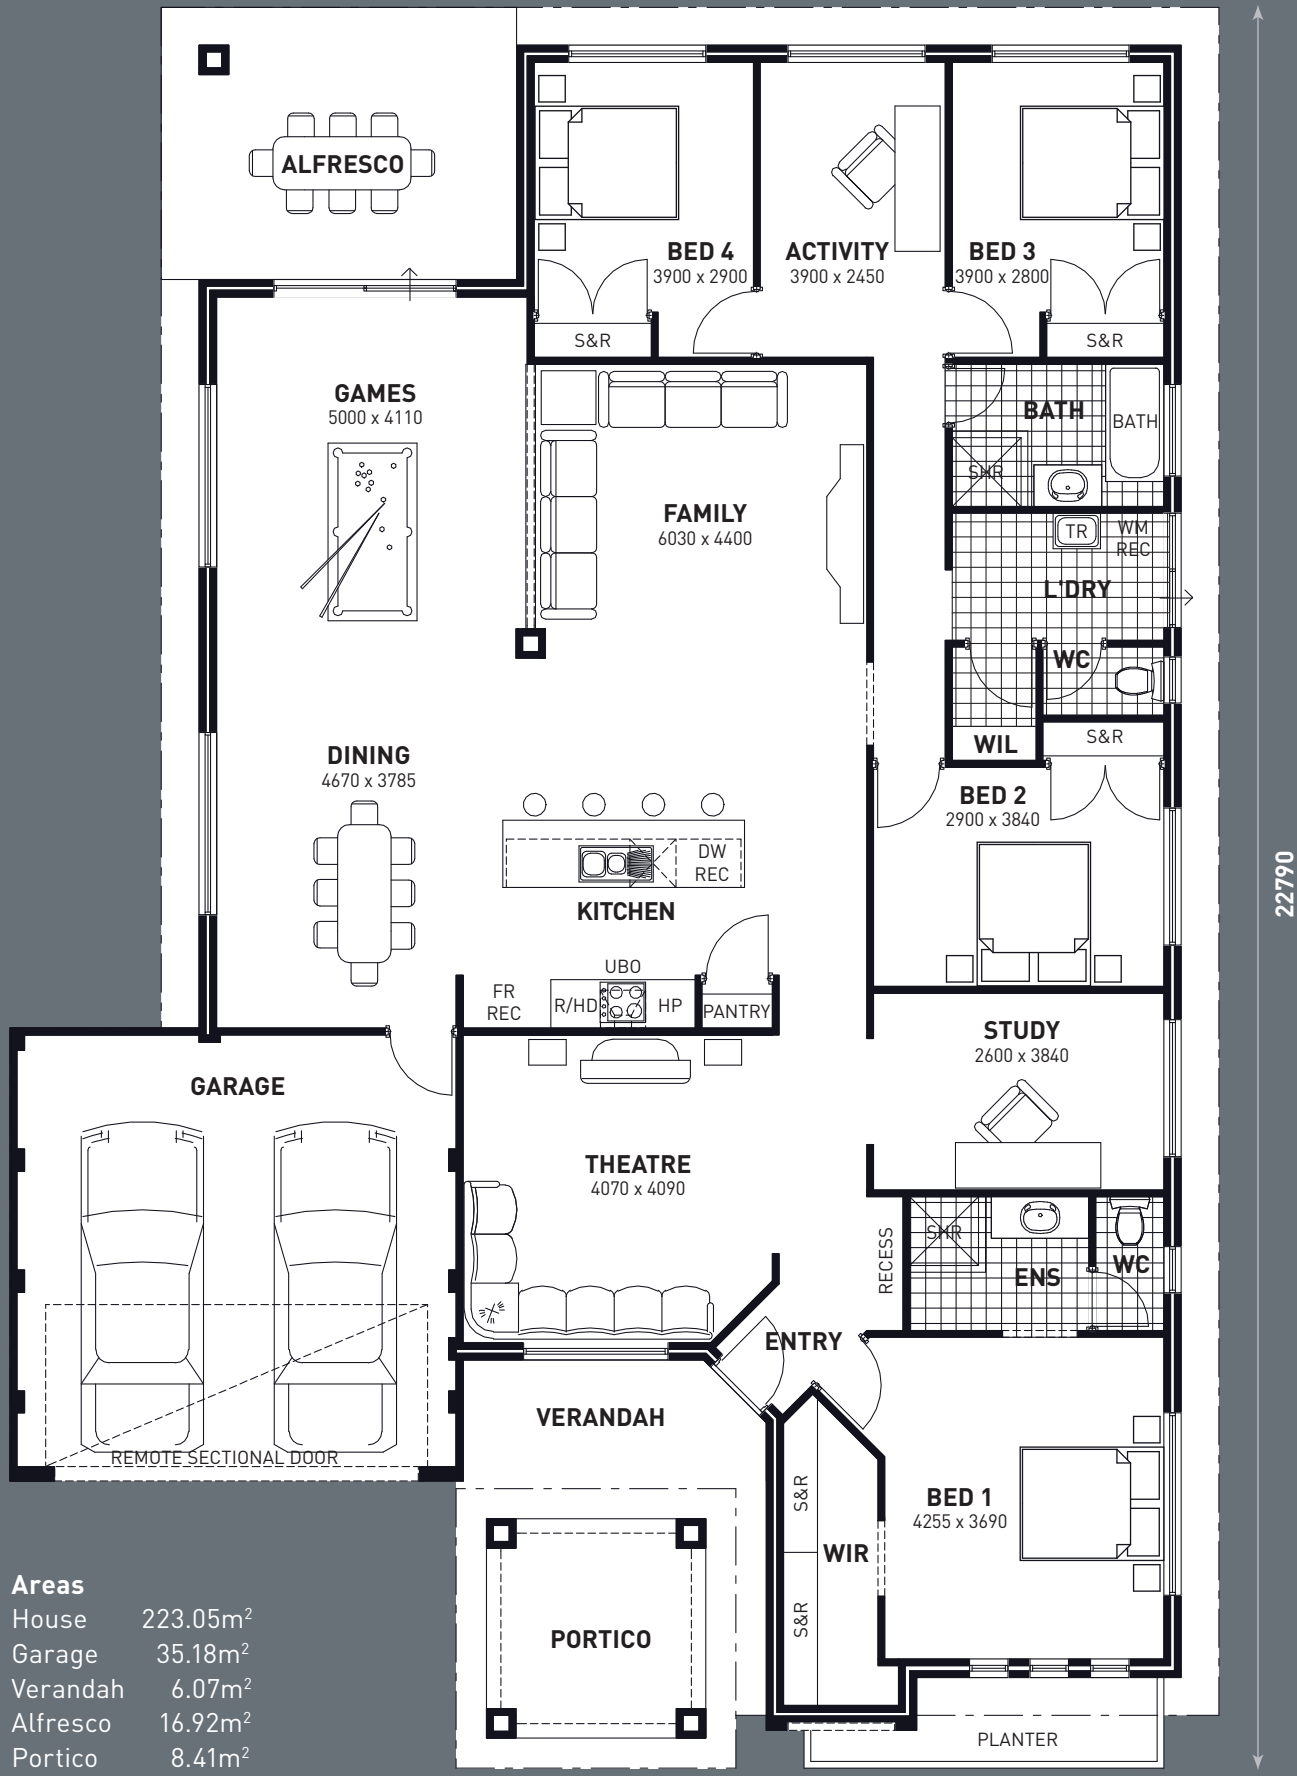 ALFRESCO
BED 4
3900 x 2900
ACTIVITY
3900 x 2450
BED 3
3900 x 2800
S&R
S&R
GAMES
5000 x 4110
BATH
BATH
SHR
FAMILY
6030 x 4400
TR
WM
REC
L'DRY
WC
WIL
S&R
DINING
4670 x 3785
BED 2
2900 x 3840
DW
REC
KITCHEN
22790
UBO
FR
REC
R/HD
HP
PANTRY
STUDY
2600 x 3840
GARAGE
THEATRE
4070 x 4090
RECESS
SHR
ENS
WC
ENTRY
VERANDAH
REMOTE SECTIONAL DOOR
S&R
BED 1
4255 x 3690
WIR
S&R
PORTICO
PLANTER
Areas
House 223.05m²
Garage 35.18m²
Verandah 6.07m²
Alfresco 16.92m²
Portico 8.41m²